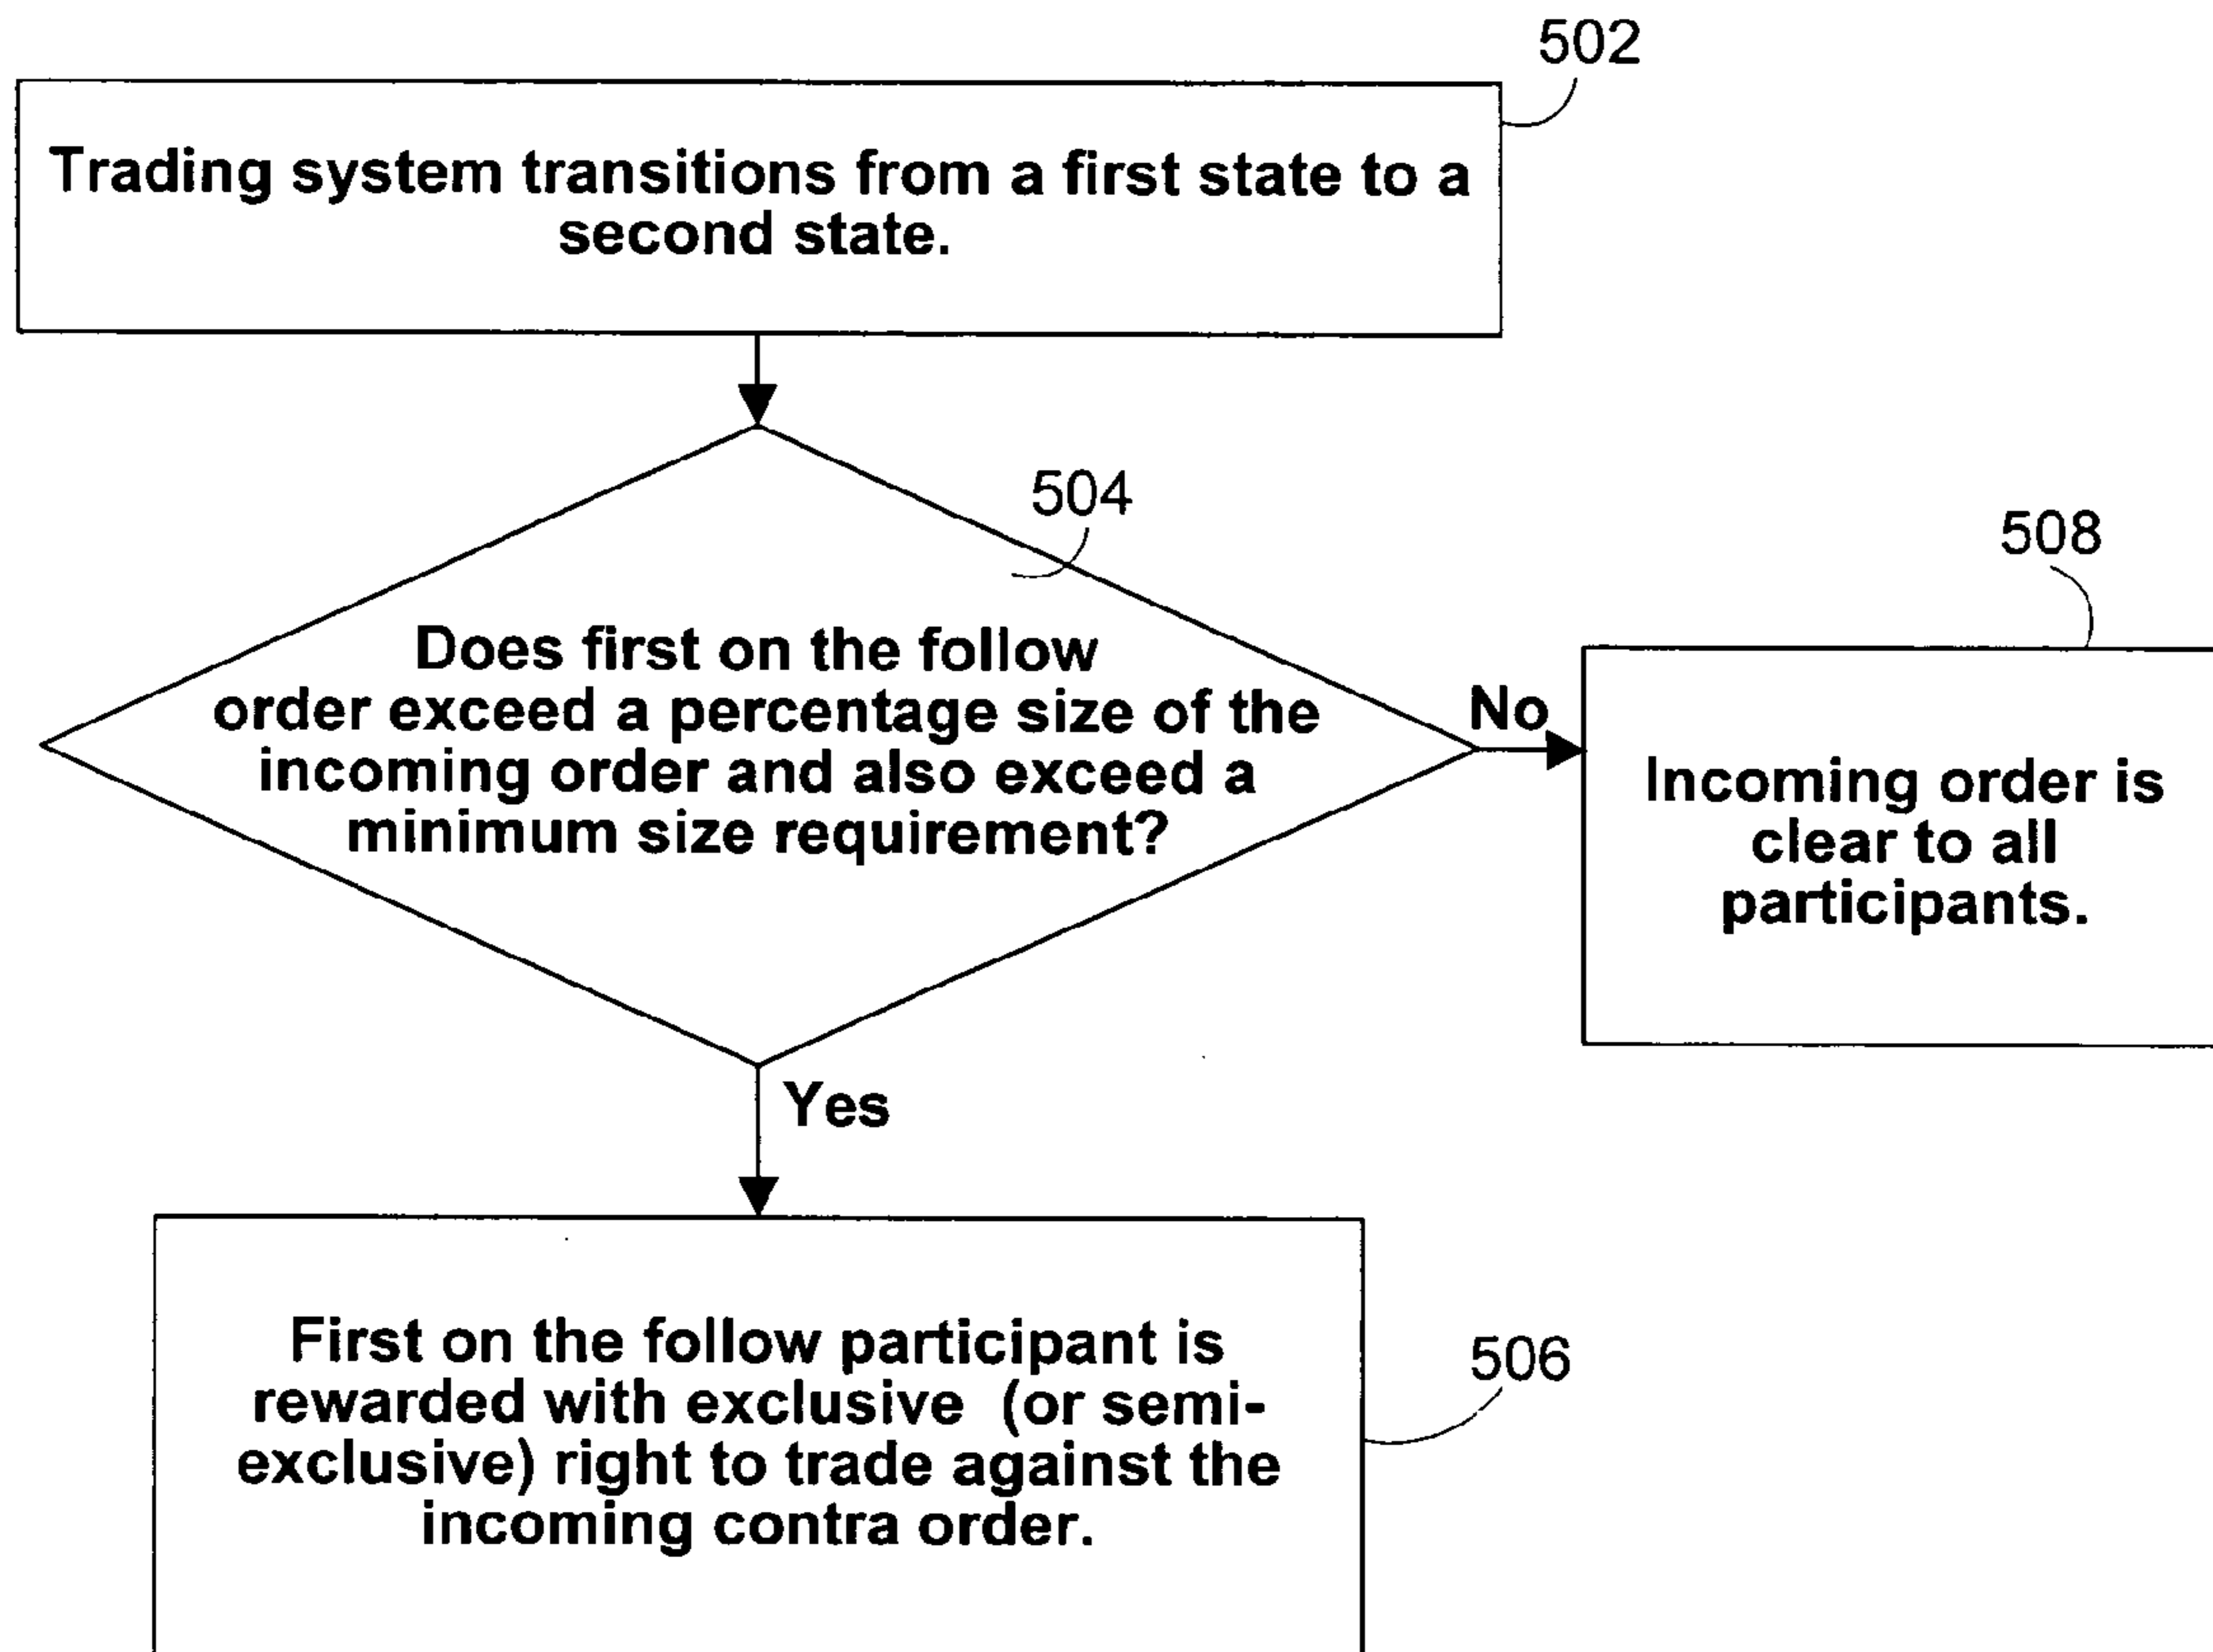 502
Trading system transitions from a first state to a
second state.
504
Does first on the follow
order exceed a percentage size of the
incoming order and also exceed a
minimum size requirement?
No
508
Incoming order is
clear to all
participants.
Yes
First on the follow participant is
rewarded with exclusive (or semi-
exclusive) right to trade against the
incoming contra order.
506